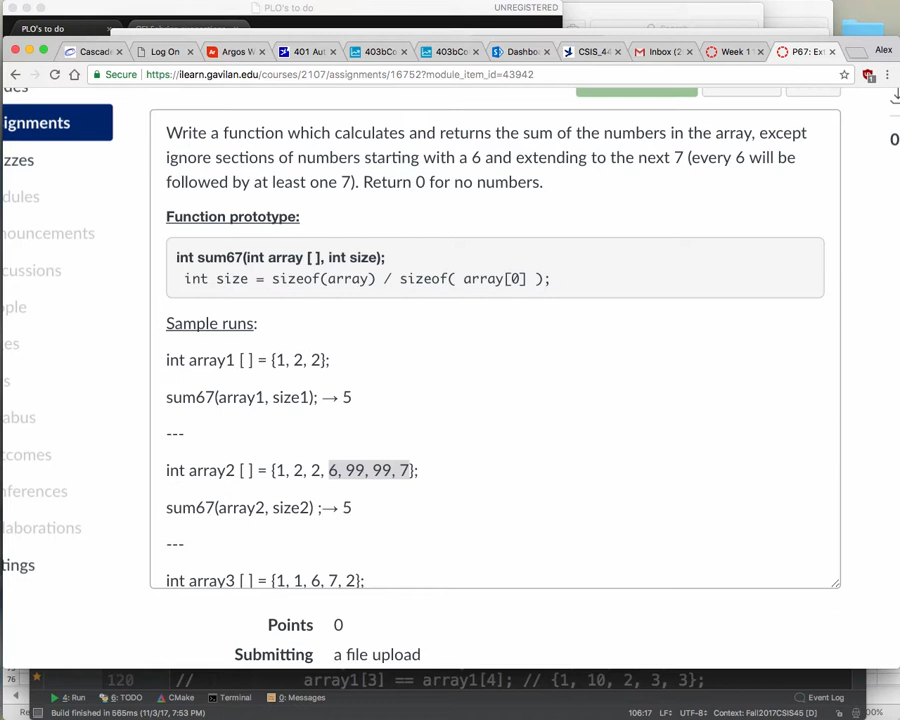 PLO's to do
UNREGISTERED
PLO's to do
Cascad
Log On
Argos W
401 Au
403bCo
403bCo
Dashbo
CSIS_44
Inbox (2
Week 1
P67: Ex
Alex
Secure
https://ilearn.gavilan.edu/courses/2107/assignments/16752?module_item_id=43942
ignments
zzes
dules
nouncements
cussions
ple
es
s
abus
comes
nferences
laborations
tings
Write a function which calculates and returns the sum of the numbers in the array, except
ignore sections of numbers starting with a 6 and extending to the next 7 (every 6 will be
followed by at least one 7). Return 0 for no numbers.
Function prototype:
int sum67(int array [ ], int size);
int size = sizeof(array) / sizeof( array[0] );
Sample runs:
int array1 [ ] = {1, 2, 2};
sum67(array1, size1); → 5
---
int array2 [ ] = {1, 2, 2, 6, 99, 99, 7};
sum67(array2, size2) ;→ 5
---
int array3 [ ] = {1, 1, 6, 7, 2};
0
Points 0
Submitting a file upload
120 // array1[3] == array1[4]; // {1, 10, 2, 3, 3};
76
4: Run
6: TODO
CMake
Terminal
0: Messages
Event Log
Build finished in 565ms (11/3/17, 7:53 PM)
106:17
LF÷
UTF-8÷
Context: Fall2017CSIS45 [D]
00%